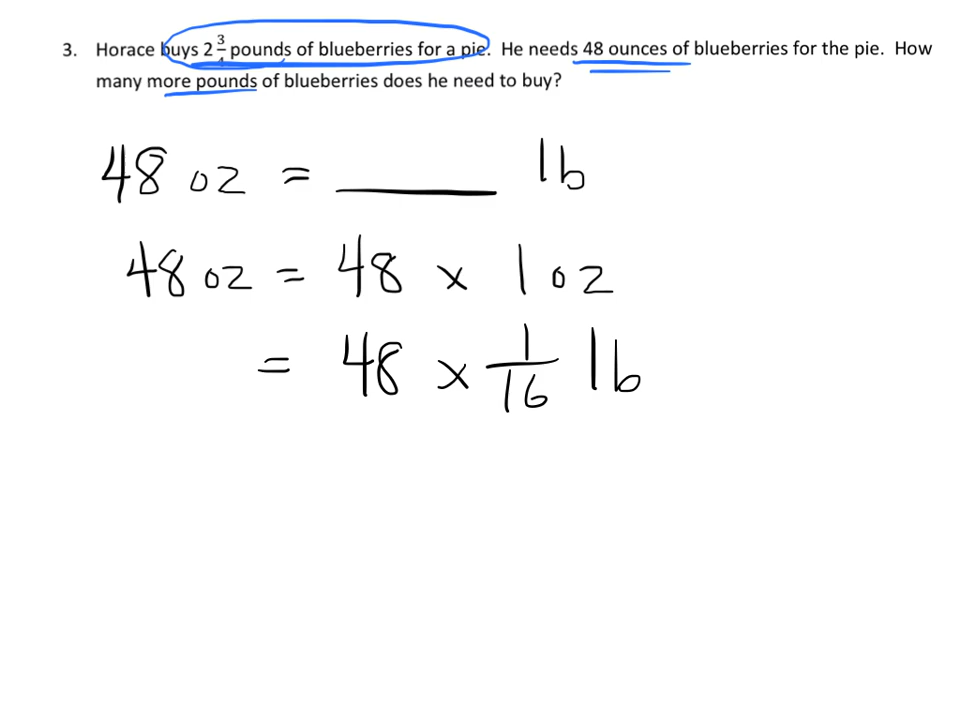 3. Horace buys 2 3/4 pounds of blueberries for a pie. He needs 48 ounces of blueberries for the pie. How
many more pounds of blueberries does he need to buy?
48 oz = ____ lb
48 oz = 48 x 1 oz
= 48 x 1/16 lb